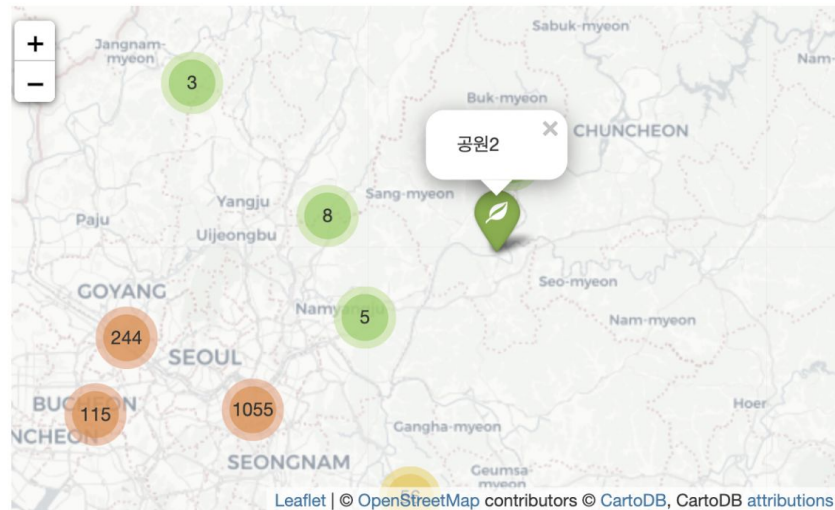 +
−
Jangnam-
myeon
Sabuk-myeon
Nam-
3
Buk-myeon
CHUNCHEON
×
공원2
Yangju
Sang-myeon
8
Paju
Uijeongbu
Seo-myeon
GOYANG
5
Nam-myeon
244
SEOUL
1055
115
Hoer
Gangha-myeon
SEONGNAM
Geumsa-
myeon
Leaflet | © OpenStreetMap contributors © CartoDB, CartoDB attributions